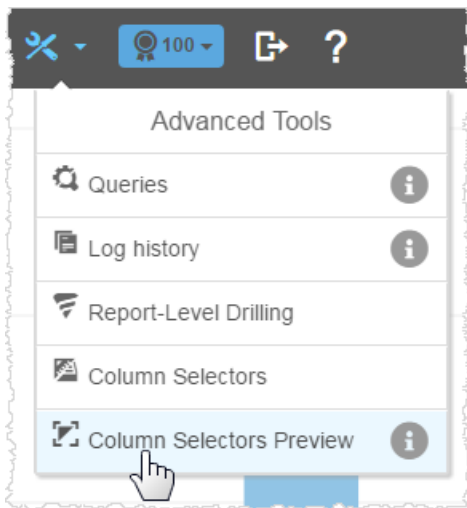 100
?
Advanced Tools
Queries
Log history
Report-Level Drilling
Column Selectors
Column Selectors Preview